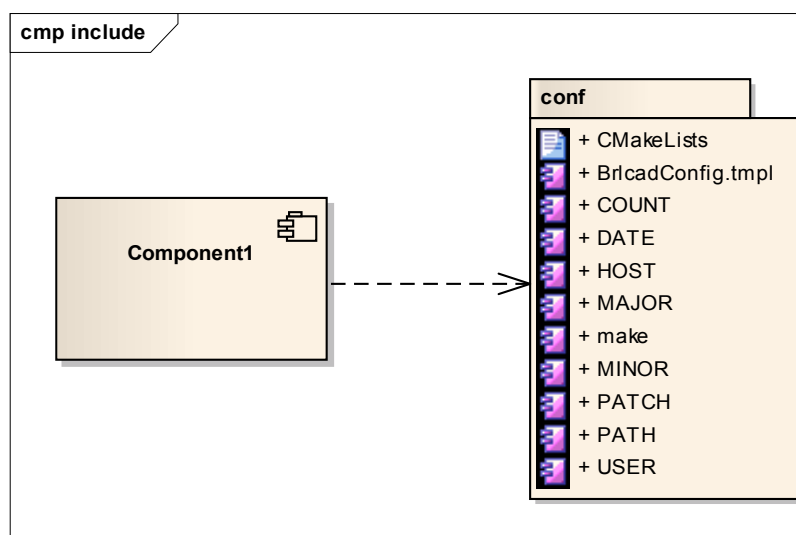 cmp include
conf
+ CMakeLists
+ BrlcadConfig.tmpl
+ COUNT
+ DATE
+ HOST
+ MAJOR
+ make
+ MINOR
+ PATCH
+ PATH
+ USER
Component1